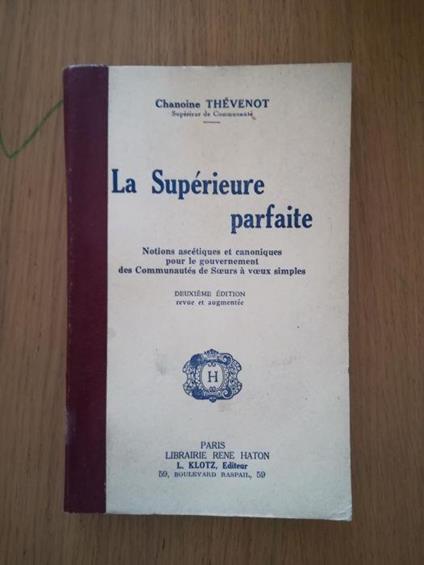 Chanoine THÉVENOT
Supérieur de Communauté
La Supérieure
parfaite
Notions ascétiques et canoniques
pour le gouvernement
des Communautés de Sœurs à vœux simples
DEUXIÈME ÉDITION
revue et augmentée
H
PARIS
LIBRAIRIE RENE HATON
L. KLOTZ, Editeur
59, BOULEVARD RASPAIL, 59